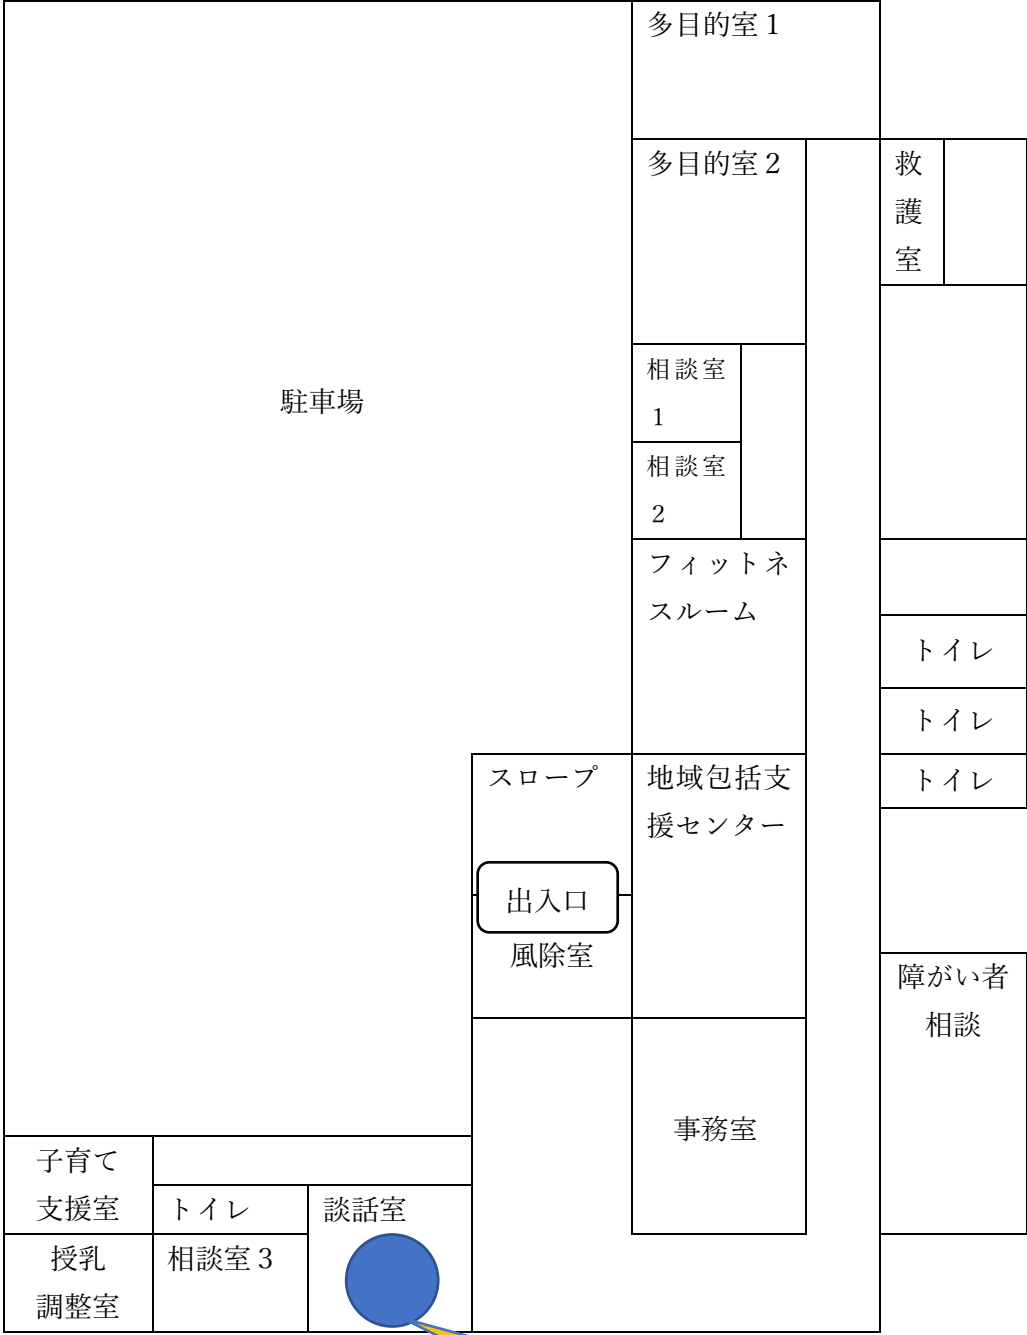 多目的室１
多目的室２
救
護
室
相談室
１
駐車場
相談室
２
フィットネ
スルーム
トイレ
トイレ
スロープ
地域包括支
援センター
トイレ
出入口
風除室
障がい者
相談
事務室
子育て
支援室
トイレ
談話室
授乳
調整室
相談室３